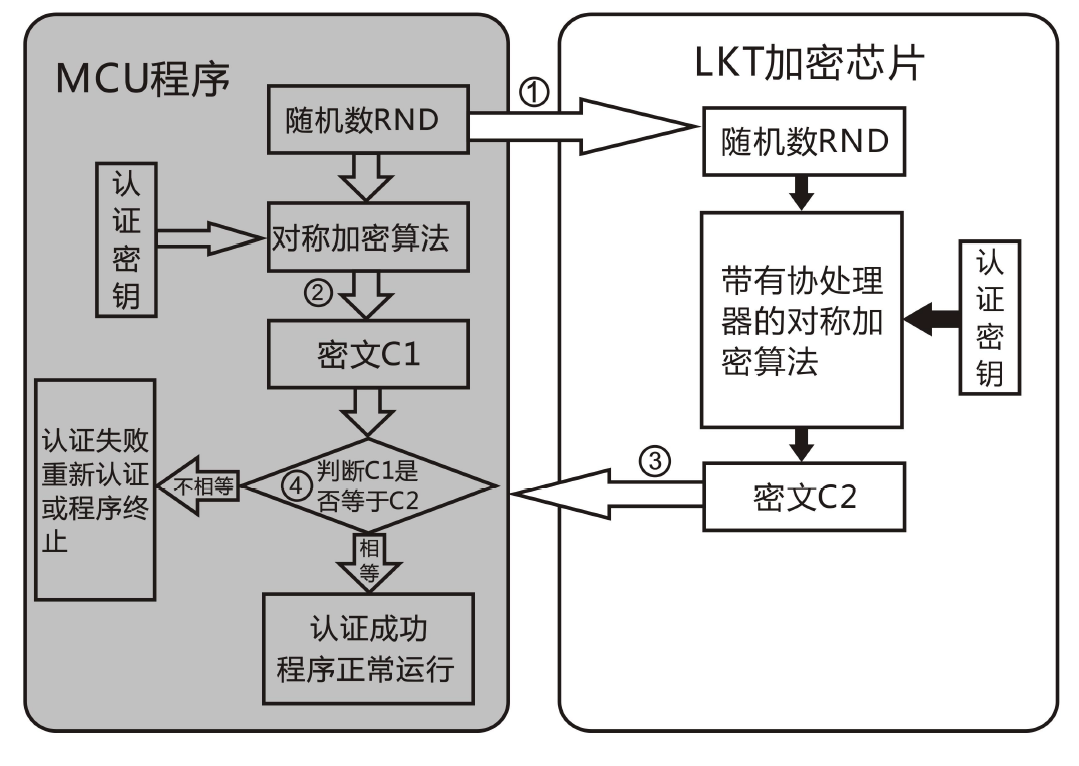 MCU程序
随机数RND
认
证
密
钥
对称加密算法
②
密文C1
④
判断C1是
否等于C2
不相等
认证失败
重新认证
或程序终
止
相
等
认证成功
程序正常运行
①
LKT加密芯片
随机数RND
带有协处理
器的对称加
密算法
认
证
密
钥
③
密文C2